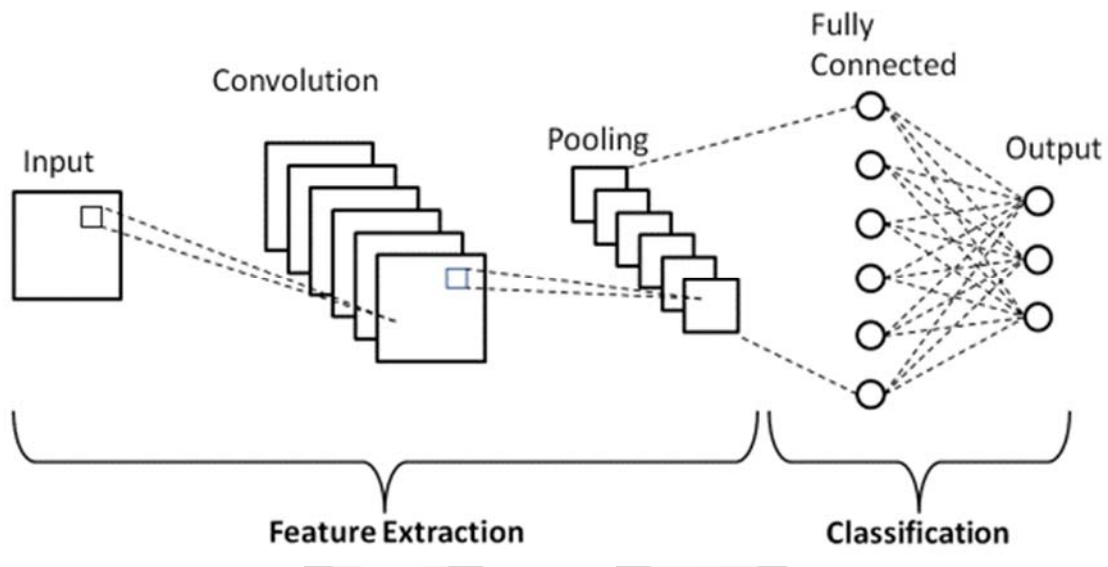 Input
Convolution
Pooling
Fully
Connected
Output
Feature Extraction
Classification